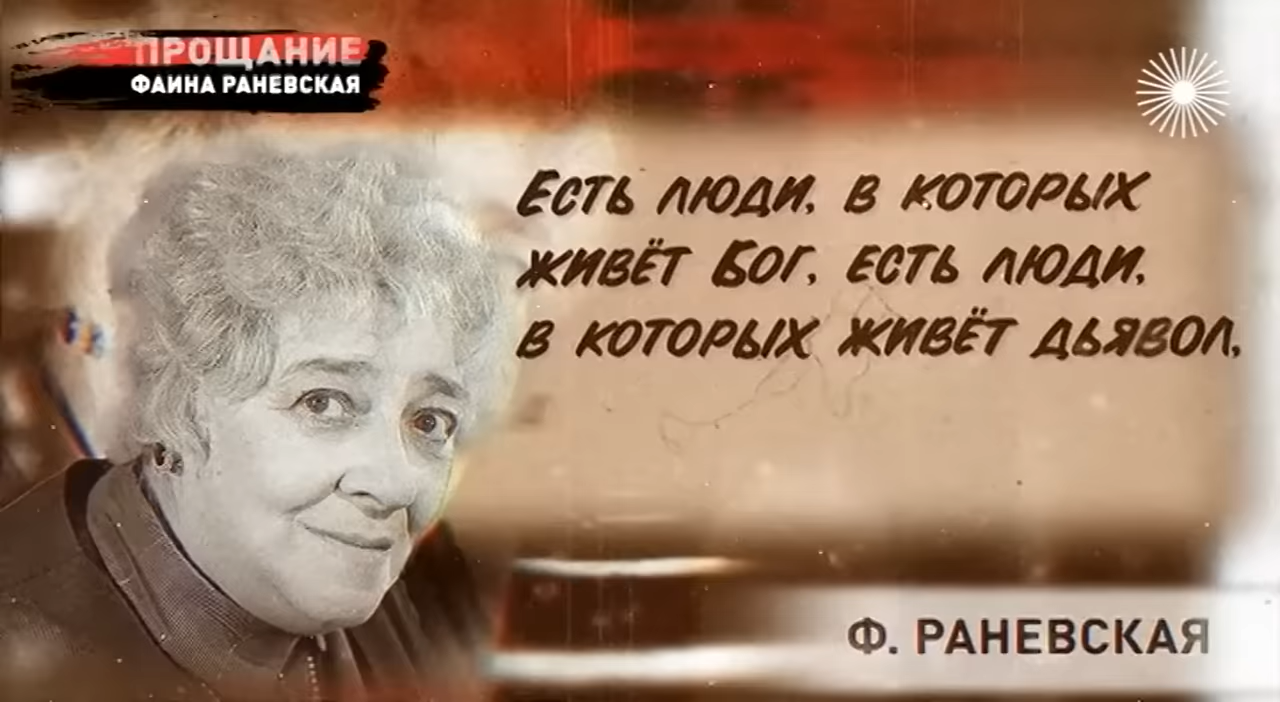 ПРОЩАНИЕ
ФАИНА РАНЕВСКАЯ
Есть люди, в которых
живёт Бог, есть люди,
в которых живёт дьявол,
Ф. РАНЕВСКАЯ